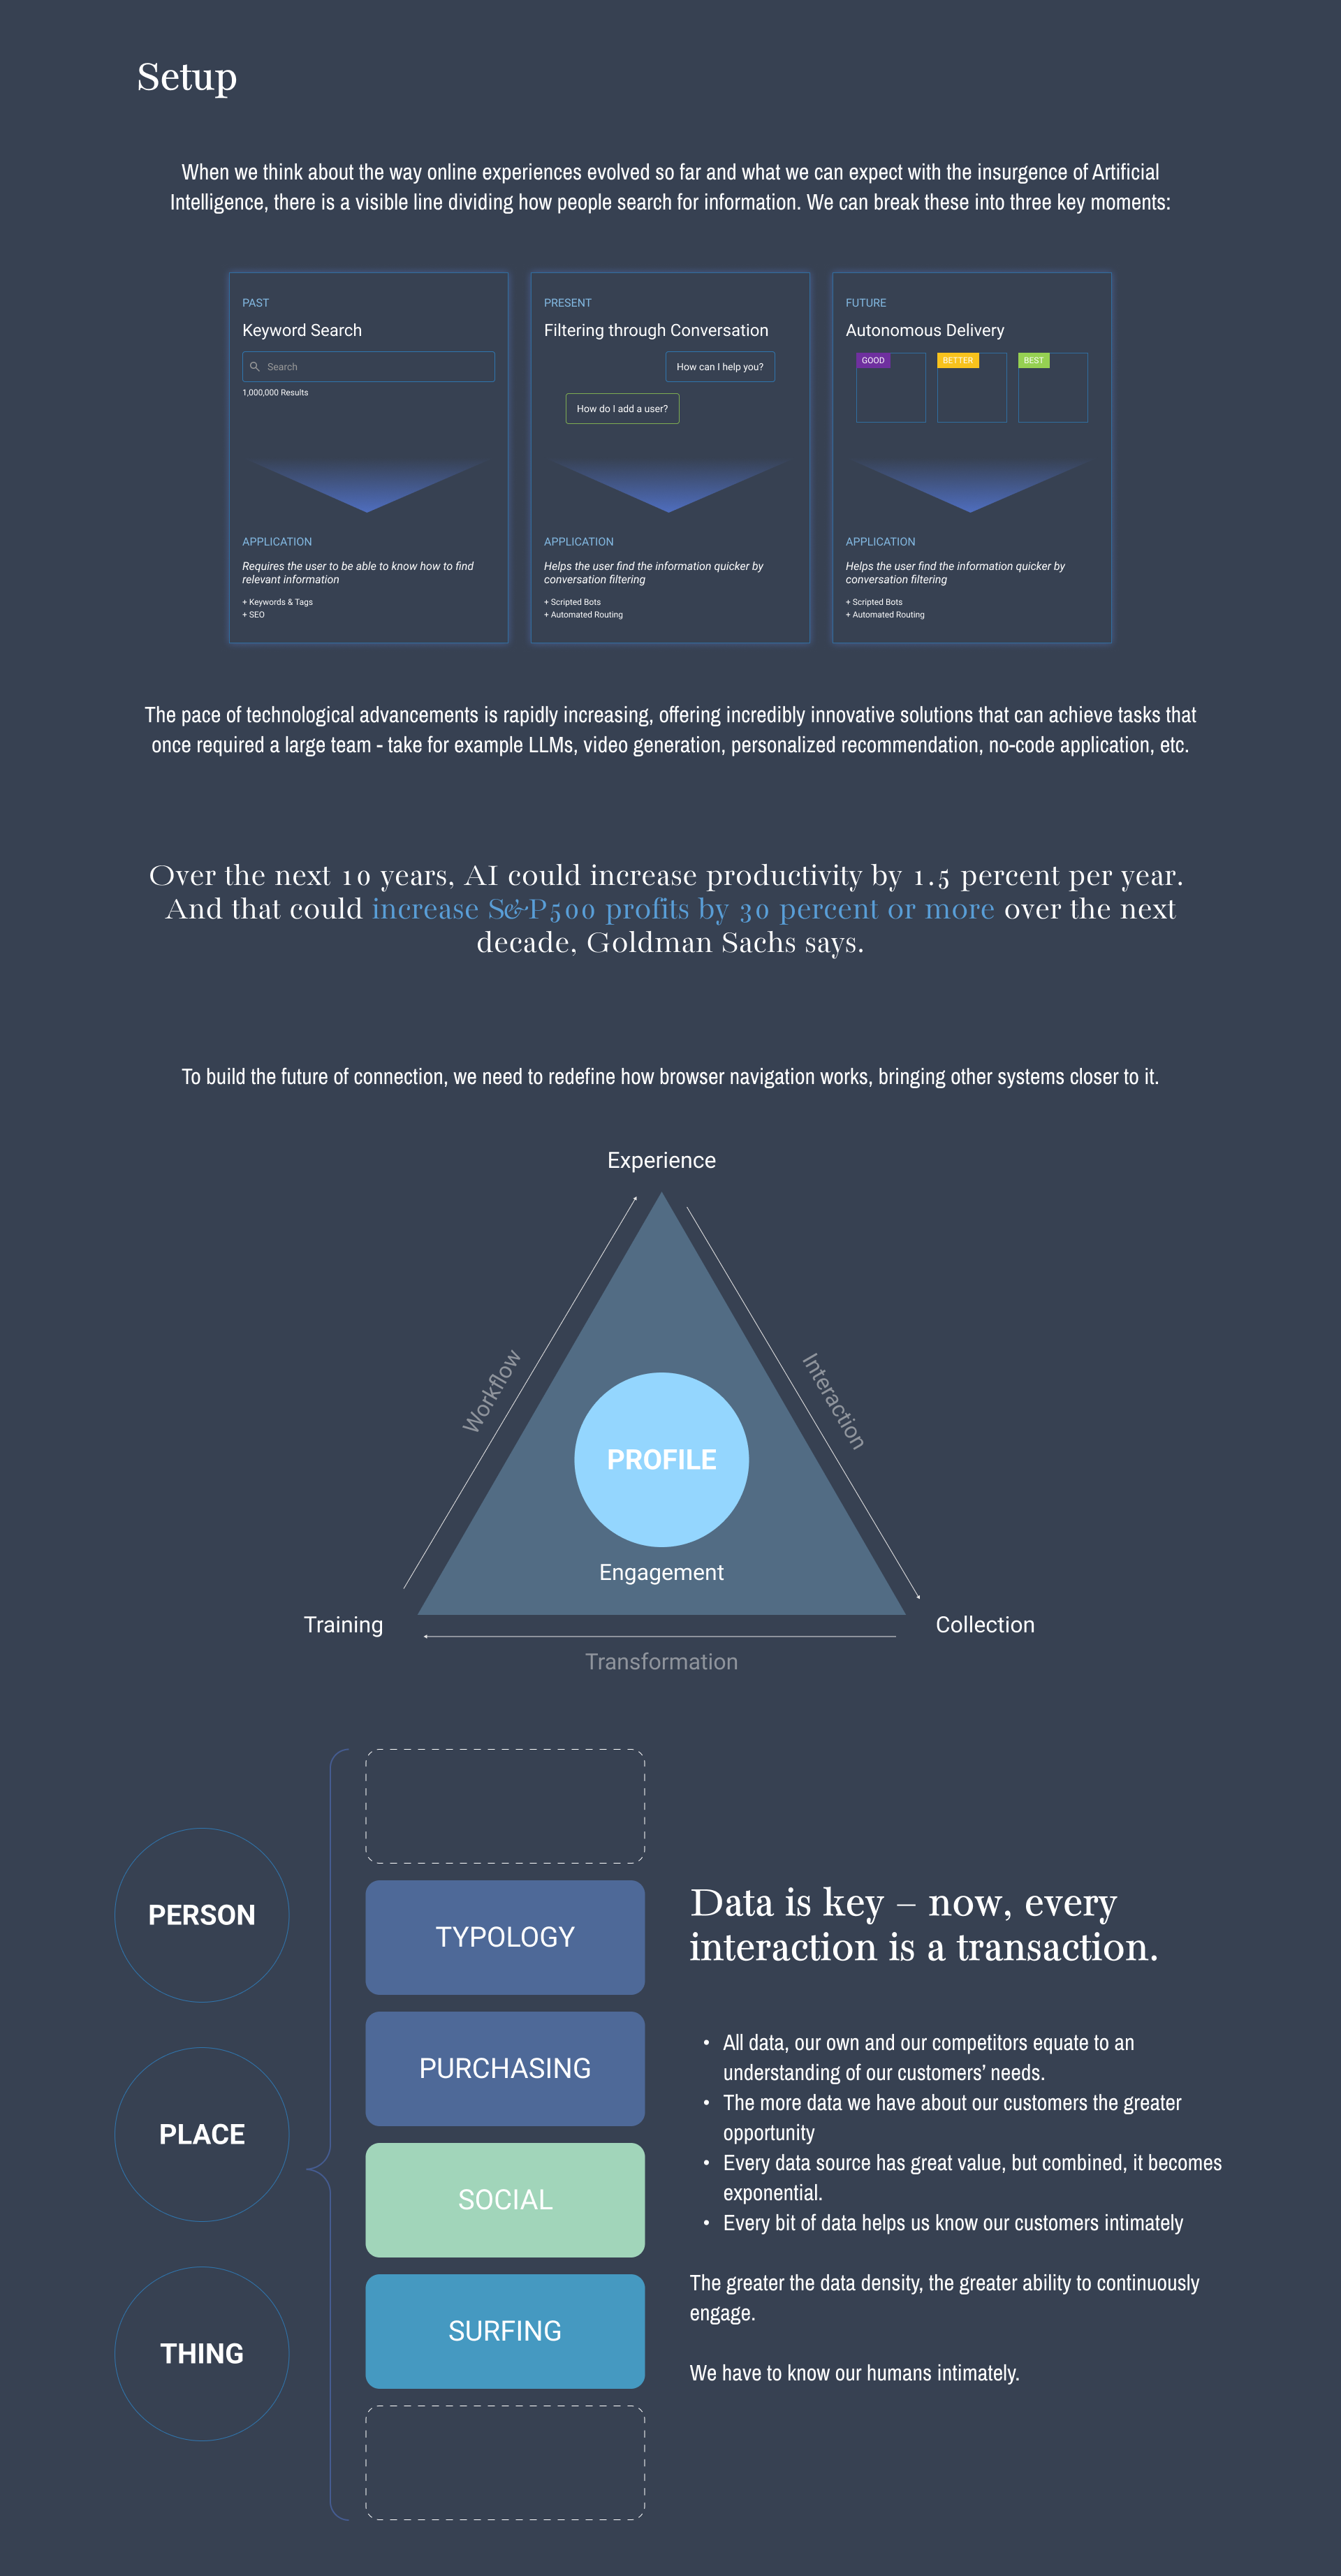 Setup
When we think about the way online experiences evolved so far and what we can expect with the insurgence of Artificial
Intelligence, there is a visible line dividing how people search for information. We can break these into three key moments:
PAST
Keyword Search
Search
1,000,000 Results
APPLICATION
Requires the user to be able to know how to find
relevant information
+ Keywords & Tags
+ SEO
PRESENT
Filtering through Conversation
How can I help you?
How do I add a user?
APPLICATION
Helps the user find the information quicker by
conversation filtering
+ Scripted Bots
+ Automated Routing
FUTURE
Autonomous Delivery
GOOD
BETTER
BEST
APPLICATION
Helps the user find the information quicker by
conversation filtering
+ Scripted Bots
+ Automated Routing
The pace of technological advancements is rapidly increasing, offering incredibly innovative solutions that can achieve tasks that
once required a large team - take for example LLMs, video generation, personalized recommendation, no-code application, etc.
Over the next 10 years, AI could increase productivity by 1.5 percent per year.
And that could increase S&P500 profits by 30 percent or more over the next
decade, Goldman Sachs says.
To build the future of connection, we need to redefine how browser navigation works, bringing other systems closer to it.
Experience
Workflow
Interaction
PROFILE
Engagement
Training
Collection
Transformation
PERSON
PLACE
THING
TYPOLOGY
PURCHASING
SOCIAL
SURFING
Data is key – now, every
interaction is a transaction.
• All data, our own and our competitors equate to an
understanding of our customers’ needs.
• The more data we have about our customers the greater
opportunity
• Every data source has great value, but combined, it becomes
exponential.
• Every bit of data helps us know our customers intimately
The greater the data density, the greater ability to continuously
engage.
We have to know our humans intimately.